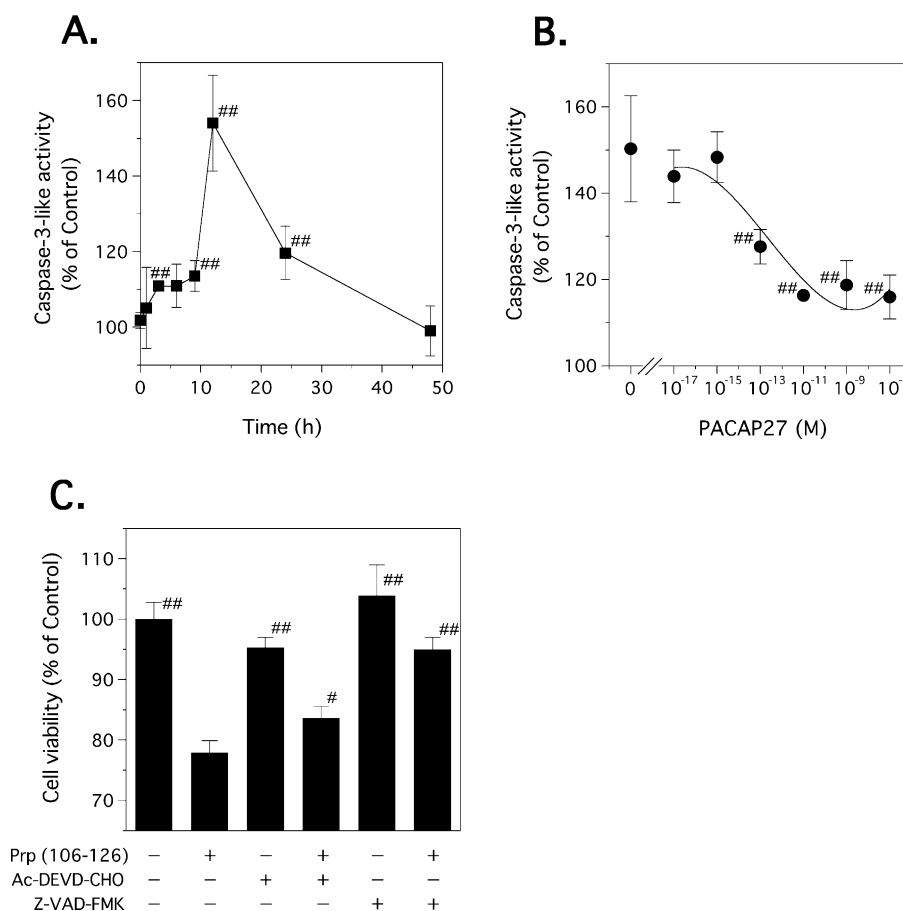 A.
Caspase-3-like activity
(% of Control)
160
140
120
100
##
##
##
##
0 10 20 30 40 50
Time (h)
B.
Caspase-3-like activity
(% of Control)
160
140
120
100
##
##
##
##
0 10⁻¹⁷ 10⁻¹⁵ 10⁻¹³ 10⁻¹¹ 10⁻⁹ 10⁻
PACAP27 (M)
C.
Cell viability (% of Control)
110
100
90
80
70
##
##
#
##
##
Prp (106-126) − + − + − +
Ac-DEVD-CHO − − + + − −
Z-VAD-FMK − − − − + +